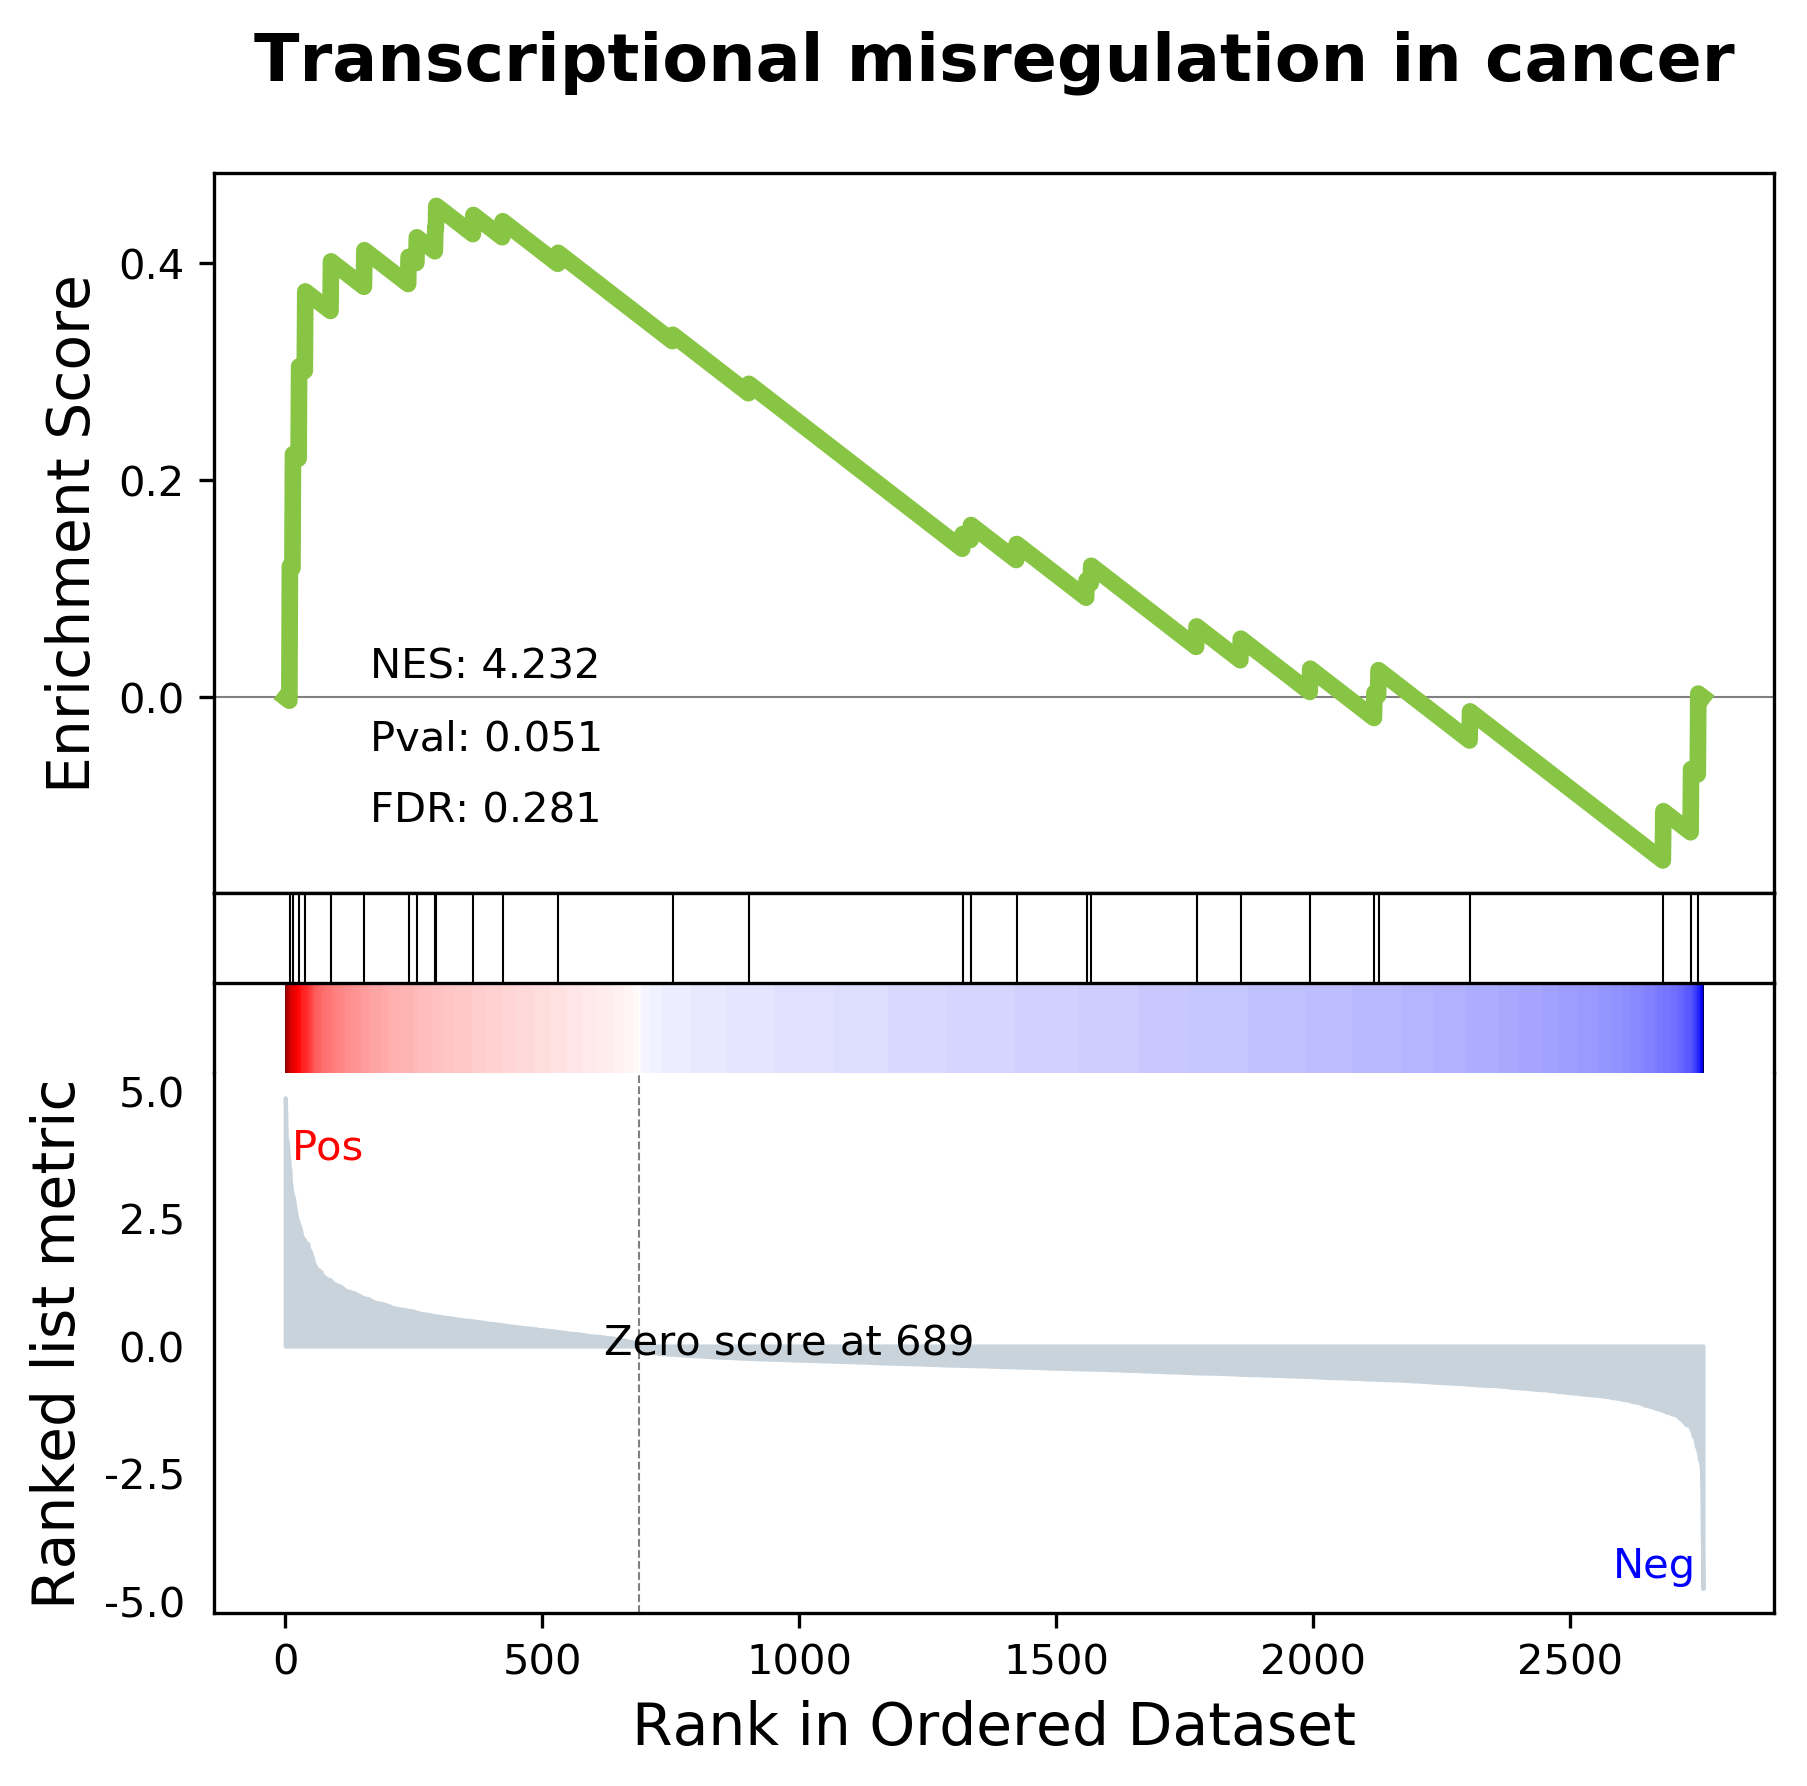 Transcriptional misregulation in cancer
Enrichment Score
0.4
0.2
0.0
NES: 4.232
Pval: 0.051
FDR: 0.281
Ranked list metric
5.0
2.5
0.0
-2.5
-5.0
Pos
Zero score at 689
Neg
0 500 1000 1500 2000 2500
Rank in Ordered Dataset